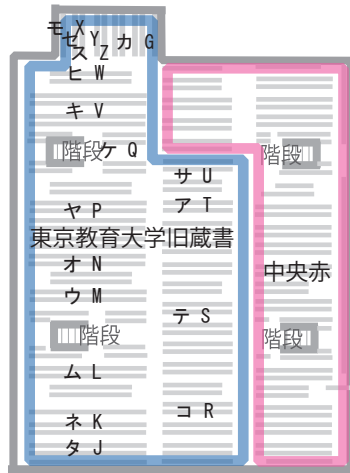 モ X
セ Y カ G
ス Z
ヒ W
キ V
階段 ケ Q
階段
サ U
ヤ P ア T
東京教育大学旧蔵書
オ N
中央赤
ウ M
テ S
階段
階段
ム L
コ R
ネ K
タ J